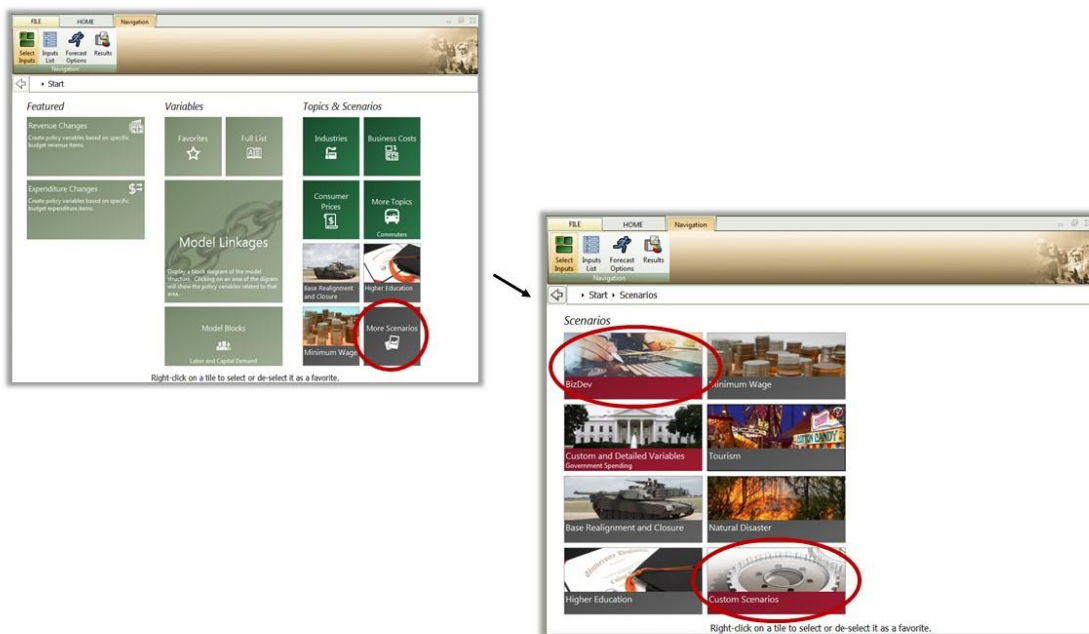 FILE HOME Navigation
Select Inputs
Inputs List
Forecast Options
Results
Navigation
Start
Featured
Variables
Topics & Scenarios
Revenue Changes
Create policy variables based on specific
budget revenue items.
Favorites
Full List
Industries
Business Costs
Expenditure Changes
Create policy variables based on specific
budget expenditure items.
Model Linkages
Display a block diagram of the model
structure. Clicking on an area of the digram
will show the policy variables related to that
area.
Consumer
Prices
More Topics
Commuters
Base Realignment
and Closure
Higher Education
Model Blocks
Labor and Capital Demand
Minimum Wage
More Scenarios
Right-click on a tile to select or de-select it as a favorite.
FILE HOME Navigation
Select Inputs
Inputs List
Forecast Options
Results
Navigation
Start Scenarios
Scenarios
BizDev
Minimum Wage
Custom and Detailed Variables
Government Spending
COTTON CANDY
Tourism
Base Realignment and Closure
Natural Disaster
Higher Education
Custom Scenarios
Right-click on a tile to select or de-select it as a favorite.